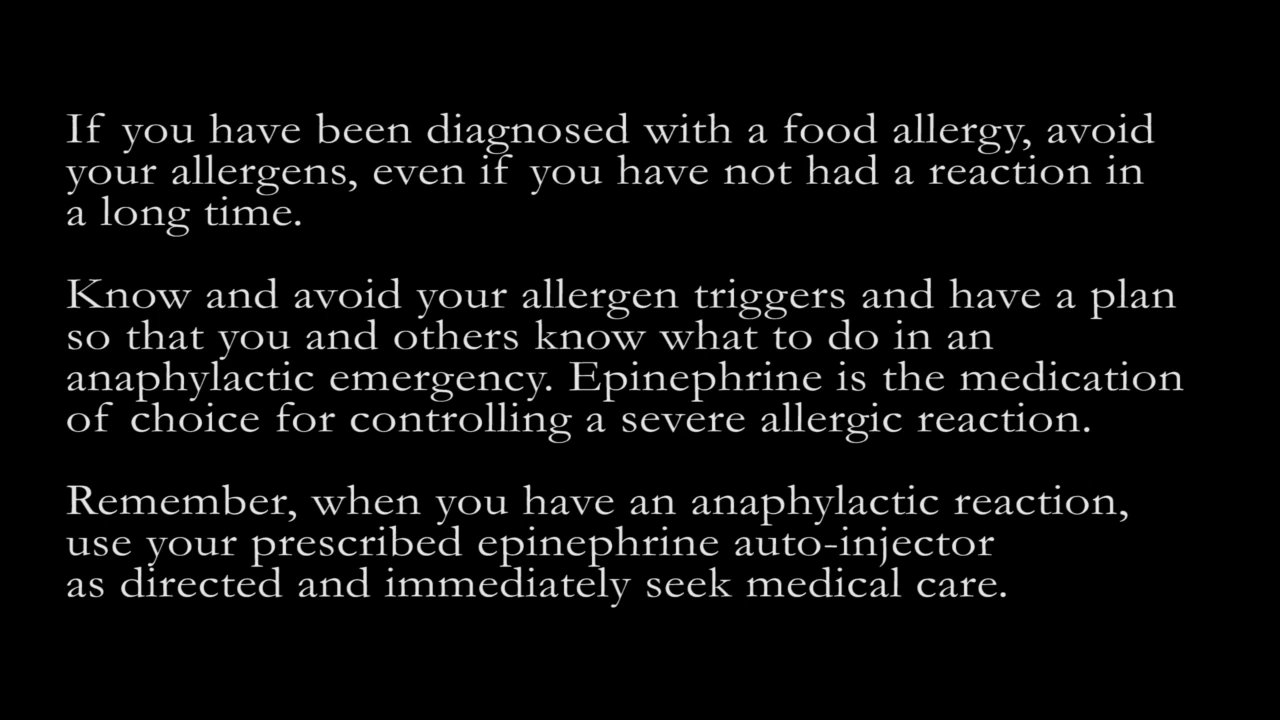 If you have been diagnosed with a food allergy, avoid
your allergens, even if you have not had a reaction in
a long time.
Know and avoid your allergen triggers and have a plan
so that you and others know what to do in an
anaphylactic emergency. Epinephrine is the medication
of choice for controlling a severe allergic reaction.
Remember, when you have an anaphylactic reaction,
use your prescribed epinephrine auto-injector
as directed and immediately seek medical care.